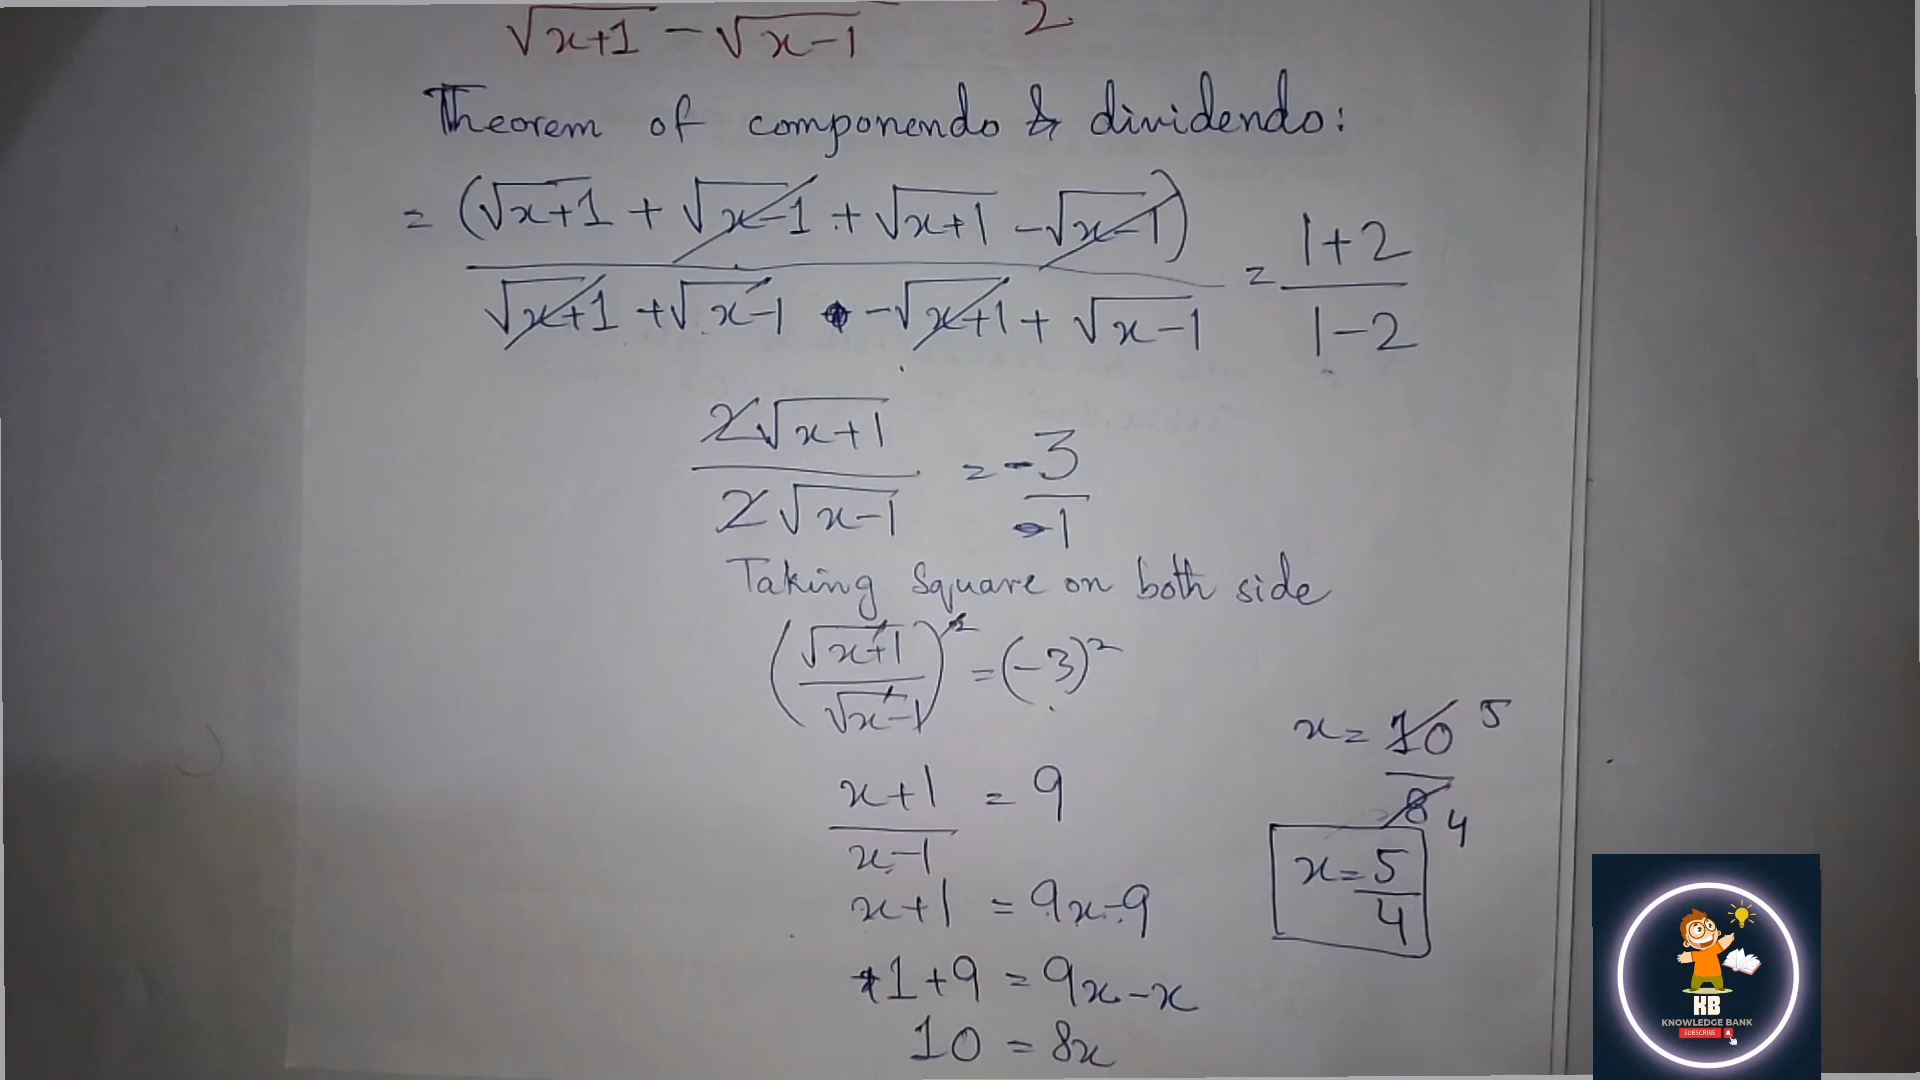 √x+1 − √x−1 2
Theorem of componendo & dividendo:
= (√x+1 + √x−1 + √x+1 − √x−1) = 1+2
√x+1 + √x−1 − √x+1 + √x−1 1−2
2√x+1 = -3
2√x−1 -1
Taking Square on both side
(√x+1)² = (−3)²
√x−1
x+1 = 9
x−1
x+1 = 9x−9
+1+9 = 9x−x
10 = 8x
x = 10 5
8 4
x = 5
4
KB
KNOWLEDGE BANK
SUBSCRIBE